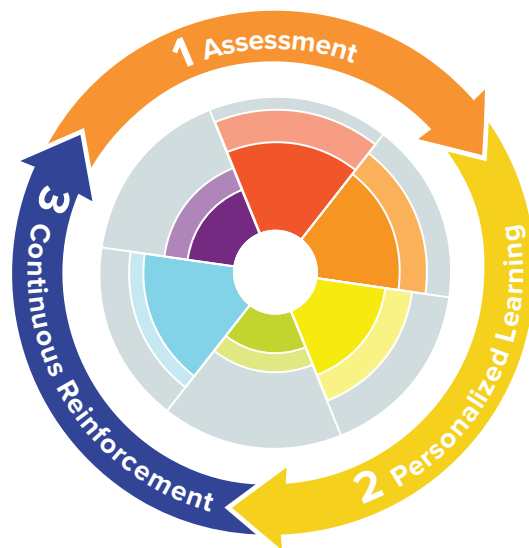 1 Assessment
2 Personalized Learning
3 Continuous Reinforcement